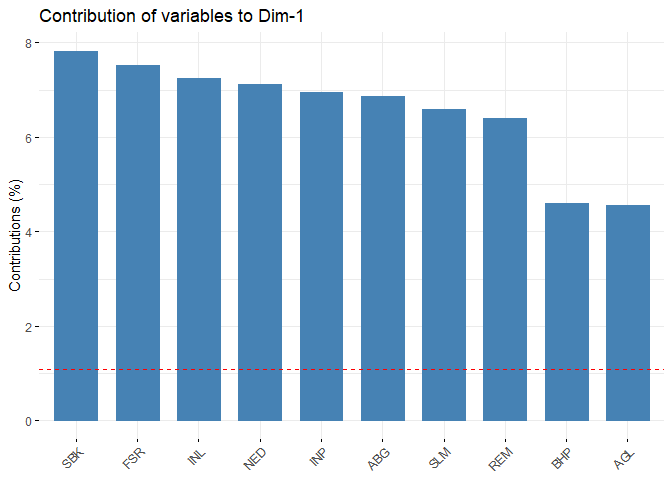 Contribution of variables to Dim-1
Contributions (%)
8
6
4
2
0
SBK FSR INL NED INP ABG SLM REM BHP AGL